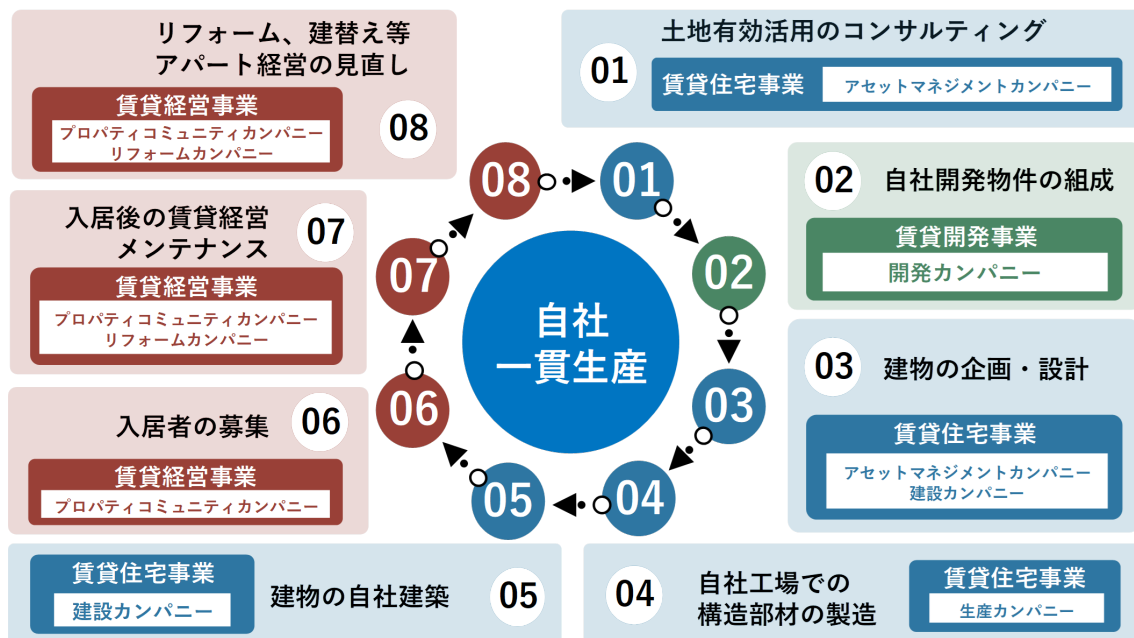 土地有効活用のコンサルティング
01
賃貸住宅事業
アセットマネジメントカンパニー
02
自社開発物件の組成
賃貸開発事業
開発カンパニー
03
建物の企画・設計
賃貸住宅事業
アセットマネジメントカンパニー
建設カンパニー
04
自社工場での
構造部材の製造
賃貸住宅事業
生産カンパニー
05
建物の自社建築
賃貸住宅事業
建設カンパニー
06
入居者の募集
賃貸経営事業
プロパティコミュニティカンパニー
07
入居後の賃貸経営
メンテナンス
賃貸経営事業
プロパティコミュニティカンパニー
リフォームカンパニー
08
リフォーム、建替え等
アパート経営の見直し
賃貸経営事業
プロパティコミュニティカンパニー
リフォームカンパニー
自社
一貫生産
01
02
03
04
05
06
07
08